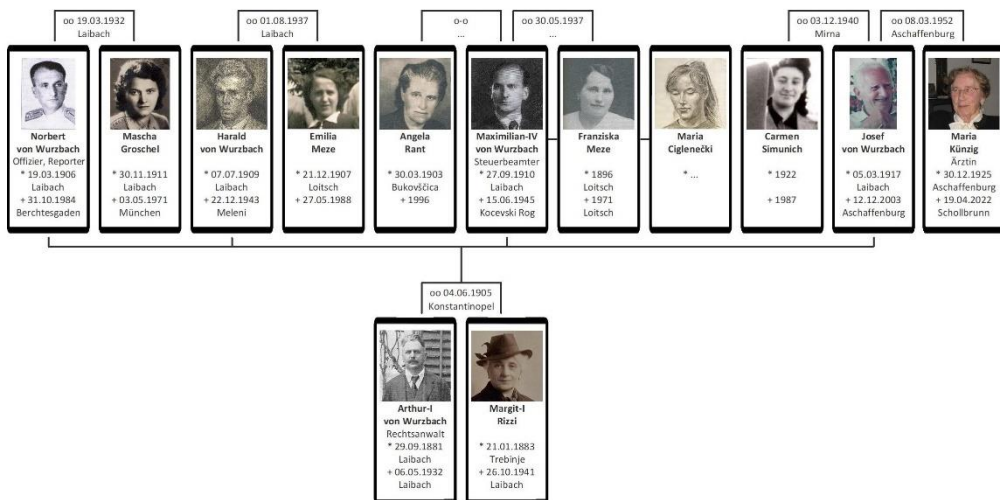 oo 19.03.1932
Laibach
oo 01.08.1937
Laibach
o-o
...
oo 30.05.1937
...
oo 03.12.1940
Mirna
oo 08.03.1952
Aschaffenburg
Norbert
von Wurzbach
Offizier, Reporter
* 19.03.1906
Laibach
+ 31.10.1984
Berchtesgaden
Mascha
Groschel
* 30.11.1911
Laibach
+ 03.05.1971
München
Harald
von Wurzbach
* 07.07.1909
Laibach
+ 22.12.1943
Meleni
Emilia
Meze
* 21.12.1907
Loitsch
+ 27.05.1988
Angela
Rant
* 30.03.1903
Bukovščica
+ 1996
Maximilian-IV
von Wurzbach
Steuerbeamter
* 27.09.1910
Laibach
+ 15.06.1945
Kocevski Rog
Franziska
Meze
* 1896
Loitsch
+ 1971
Loitsch
Maria
Ciglenečki
* ...
Carmen
Simunich
* 1922
+ 1987
Josef
von Wurzbach
* 05.03.1917
Laibach
+ 12.12.2003
Aschaffenburg
Maria
Künzig
Ärztin
* 30.12.1925
Aschaffenburg
+ 19.04.2022
Schollbrunn
oo 04.06.1905
Konstantinopel
Arthur-I
von Wurzbach
Rechtsanwalt
* 29.09.1881
Laibach
+ 06.05.1932
Laibach
Margit-I
Rizzi
* 21.01.1883
Trebinje
+ 26.10.1941
Laibach